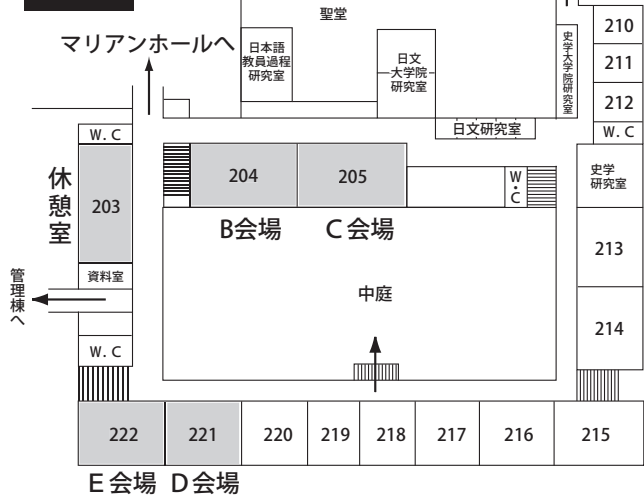 聖堂
マリアンホールへ
日本語
教員過程
研究室
日文
大学院
研究室
史学大学院研究室
210
211
212
W. C
日文研究室
W. C
休憩室
203
204
205
W・C
史学
研究室
B会場
C会場
213
資料室
管理棟へ
中庭
214
W. C
222
221
220
219
218
217
216
215
E会場
D会場